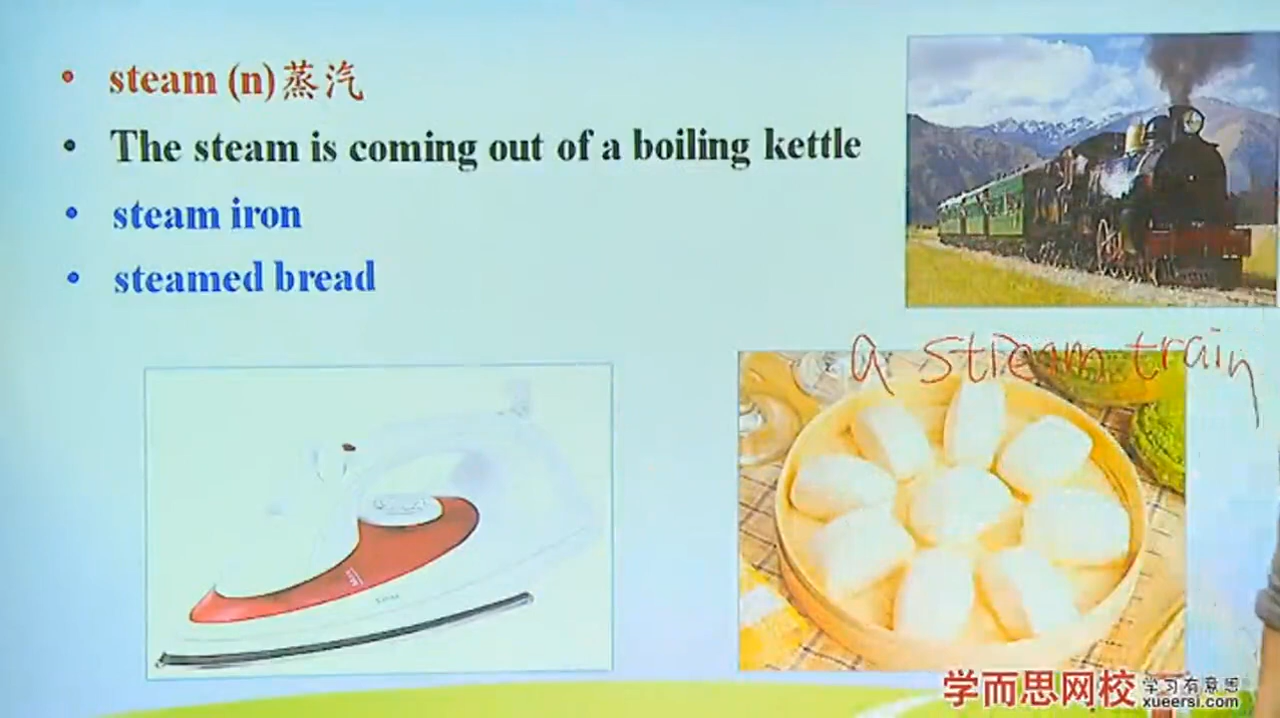 steam (n)蒸汽
The steam is coming out of a boiling kettle
steam iron
steamed bread
a steam train
学而思网校
学习有意思
xueersi.com